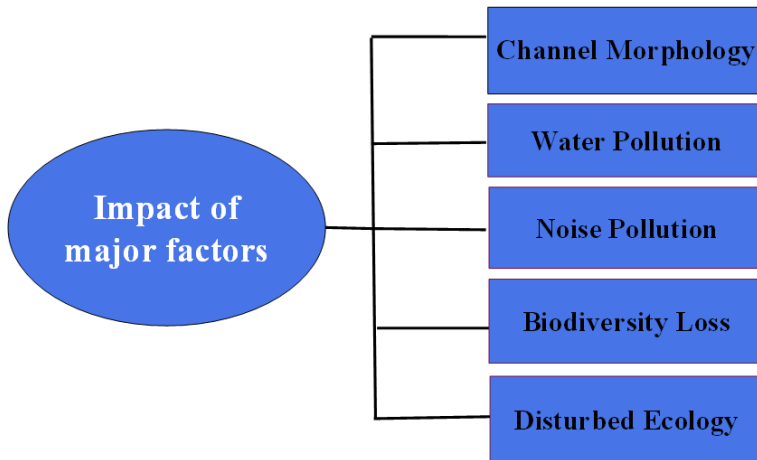 Impact of
major factors
Channel Morphology
Water Pollution
Noise Pollution
Biodiversity Loss
Disturbed Ecology